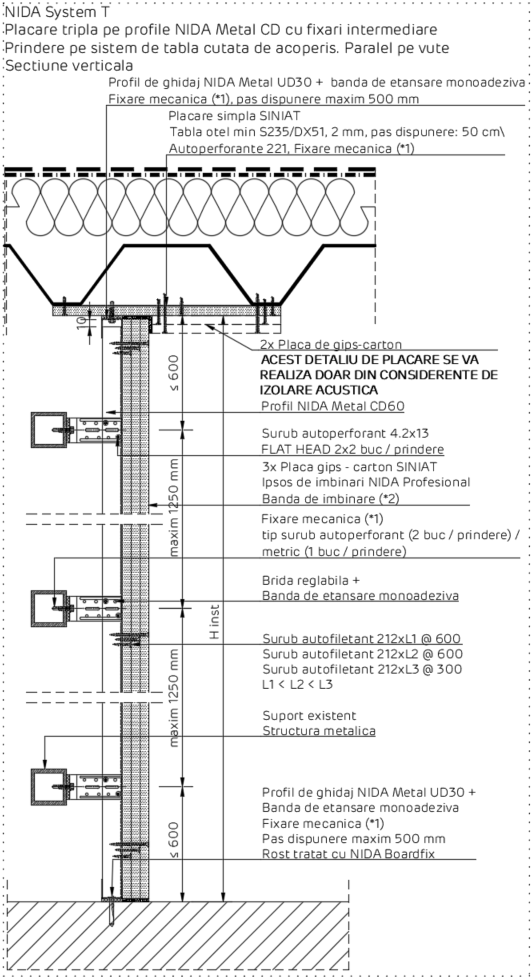 NIDA System T
Placare tripla pe profile NIDA Metal CD cu fixari intermediare
Prindere pe sistem de tabla cutata de acoperis. Paralel pe vute
Sectiune verticala
Profil de ghidaj NIDA Metal UD30 + banda de etansare monoadeziva
Fixare mecanica (*1), pas dispunere maxim 500 mm
Placare simpla SINIAT
Tabla otel min S235/DX51, 2 mm, pas dispunere: 50 cm\
Autoperforante 221, Fixare mecanica (*1)
10
2x Placa de gips-carton
ACEST DETALIU DE PLACARE SE VA
REALIZA DOAR DIN CONSIDERENTE DE
IZOLARE ACUSTICA
Profil NIDA Metal CD60
≤ 600
Surub autoperforant 4.2x13
FLAT HEAD 2x2 buc / prindere
3x Placa gips - carton SINIAT
Ipsos de imbinari NIDA Profesional
Banda de imbinare (*2)
maxim 1250 mm
Fixare mecanica (*1)
tip surub autoperforant (2 buc / prindere) /
metric (1 buc / prindere)
Brida reglabila +
Banda de etansare monoadeziva
H inst
Surub autofiletant 212xL1 @ 600
Surub autofiletant 212xL2 @ 600
Surub autofiletant 212xL3 @ 300
L1 < L2 < L3
maxim 1250 mm
Suport existent
Structura metalica
≤ 600
Profil de ghidaj NIDA Metal UD30 +
Banda de etansare monoadeziva
Fixare mecanica (*1)
Pas dispunere maxim 500 mm
Rost tratat cu NIDA Boardfix